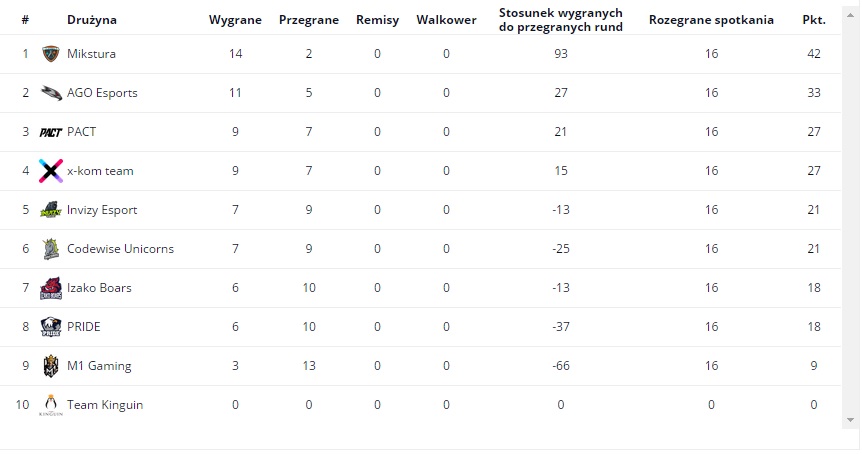 # Drużyna Wygrane Przegrane Remisy Walkower Stosunek wygranych do przegranych rund Rozegrane spotkania Pkt.
1 Mikstura 14 2 0 0 93 16 42
2 AGO Esports 11 5 0 0 27 16 33
3 PACT PACT 9 7 0 0 21 16 27
4 x-kom team 9 7 0 0 15 16 27
5 Invizy Esport 7 9 0 0 -13 16 21
6 Codewise Unicorns 7 9 0 0 -25 16 21
7 Izako Boars 6 10 0 0 -13 16 18
8 PRIDE PRIDE 6 10 0 0 -37 16 18
9 M1 Gaming 3 13 0 0 -66 16 9
10 KINGUIN Team Kinguin 0 0 0 0 0 0 0